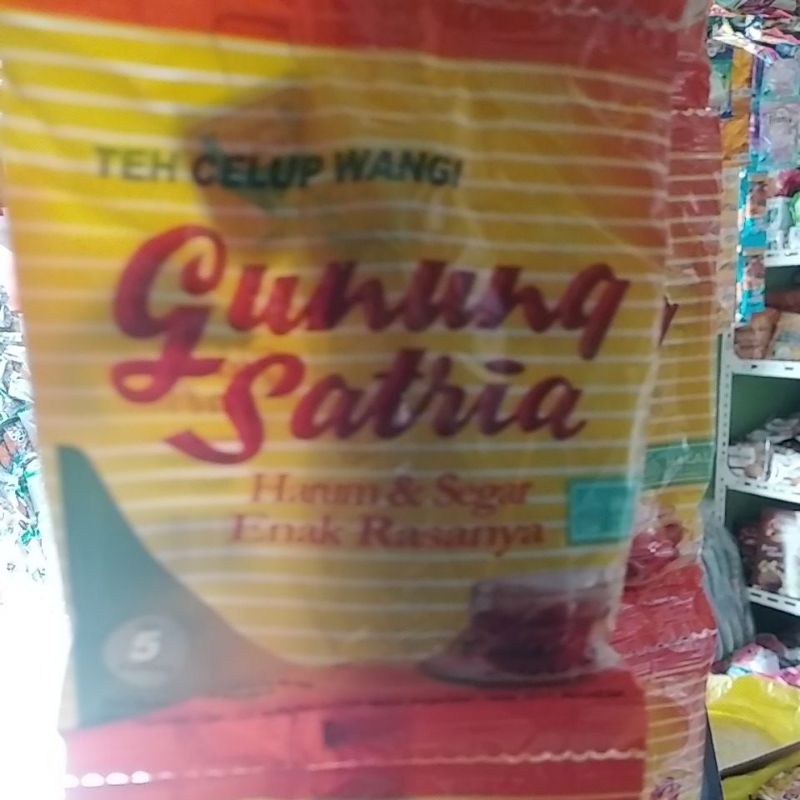 TEH CELUP WANGI
Gunung
Satria
Harum & Segar
Enak Rasanya
5